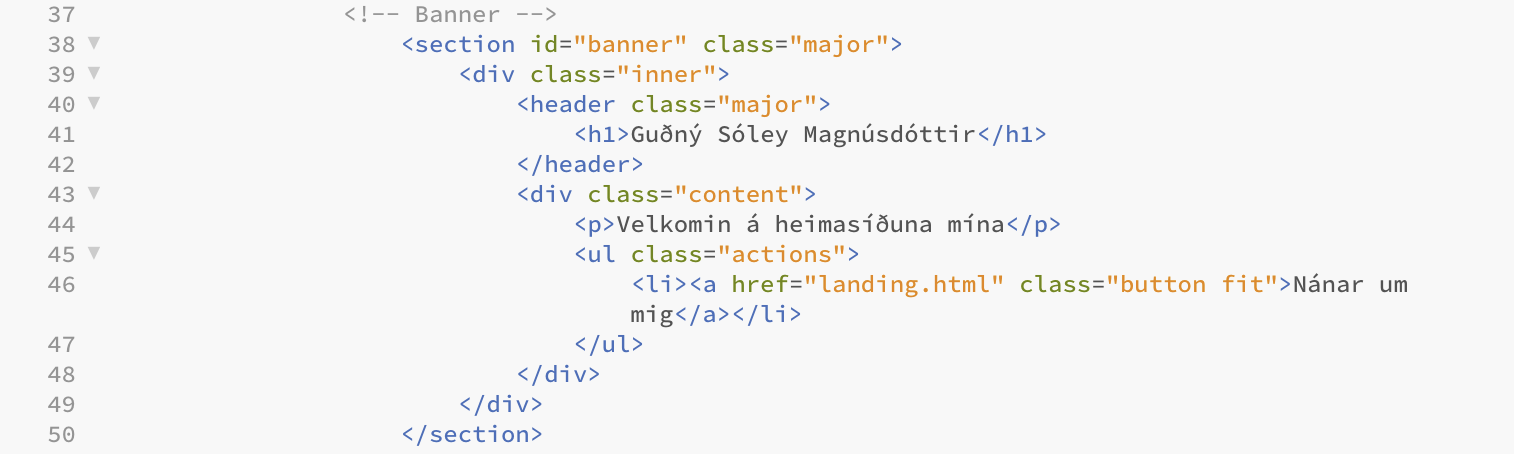 37 <!-- Banner -->
38 <section id="banner" class="major">
39 <div class="inner">
40 <header class="major">
41 <h1>Guðný Sóley Magnúsdóttir</h1>
42 </header>
43 <div class="content">
44 <p>Velkomin á heimasíðuna mína</p>
45 <ul class="actions">
46 <li><a href="landing.html" class="button fit">Nánar um
mig</a></li>
47 </ul>
48 </div>
49 </div>
50 </section>